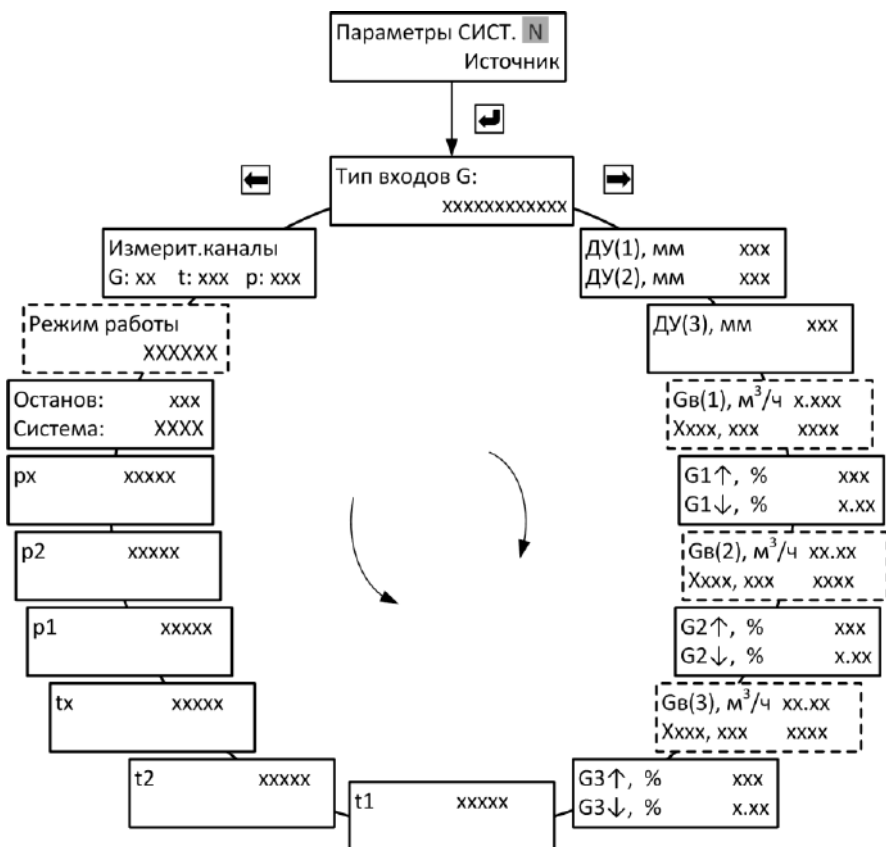 Параметры СИСТ. N
Источник
Тип входов G:
xxxxxxxxxxxx
ДУ(1), мм xxx
ДУ(2), мм xxx
ДУ(3), мм xxx
Gв(1), м³/ч x.xxx
Xxxx, xxx xxxx
G1↑, % xxx
G1↓, % x.xx
Gв(2), м³/ч xx.xx
Xxxx, xxx xxxx
G2↑, % xxx
G2↓, % x.xx
Gв(3), м³/ч xx.xx
Xxxx, xxx xxxx
G3↑, % xxx
G3↓, % x.xx
t1 xxxxx
t2 xxxxx
tx xxxxx
p1 xxxxx
p2 xxxxx
px xxxxx
Останов: xxx
Система: XXXX
Режим работы
XXXXXX
Измерит.каналы
G: xx t: xxx p: xxx